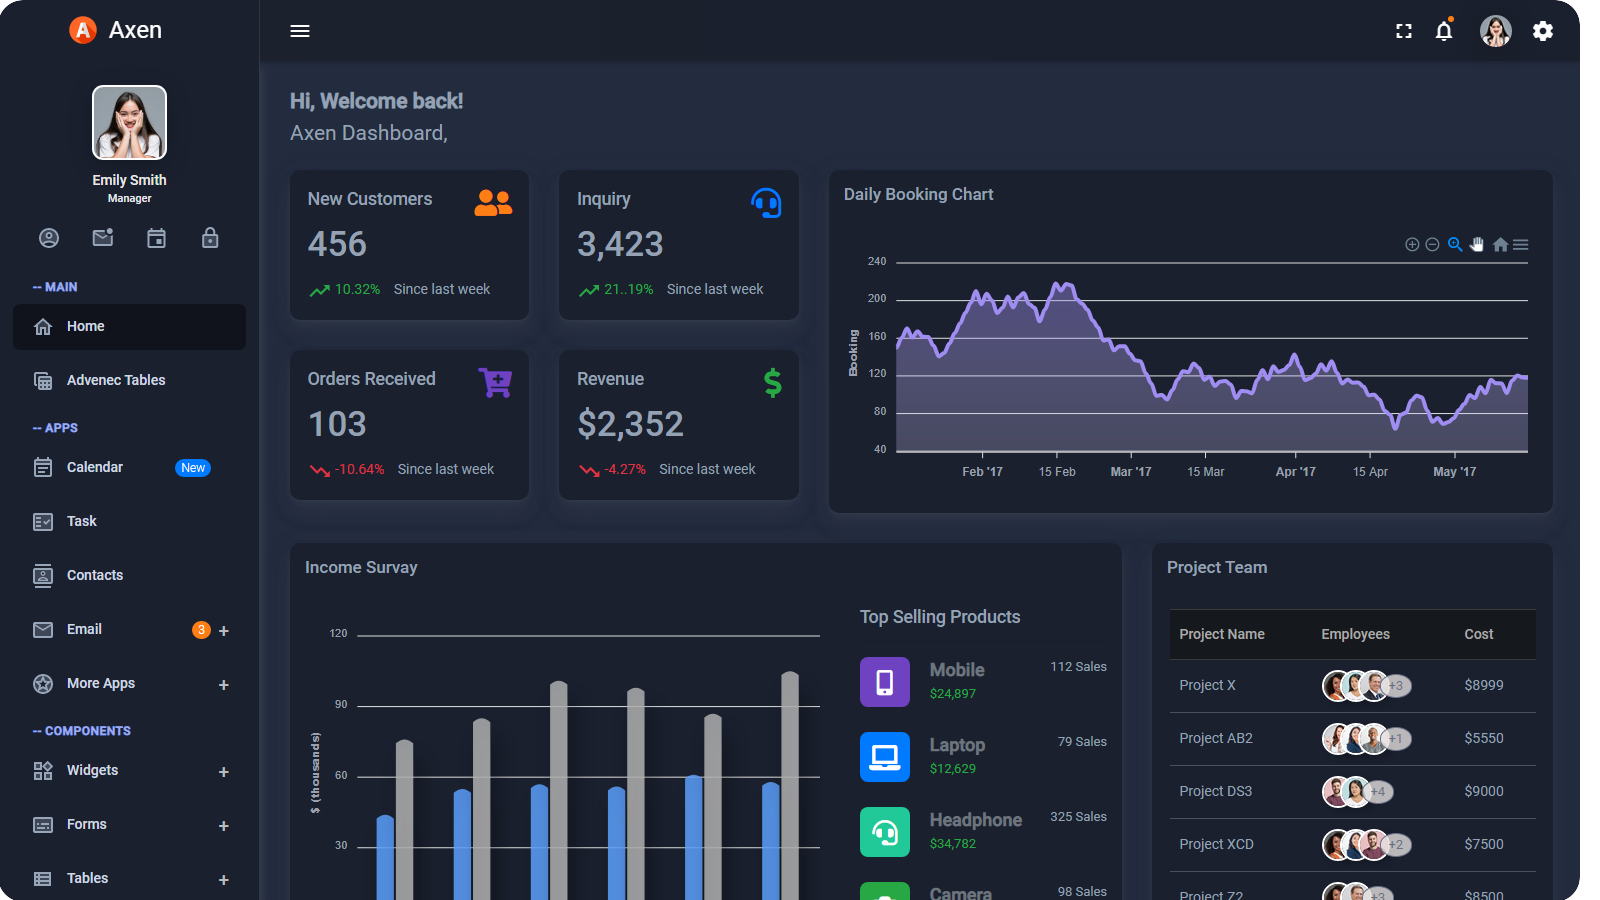 A Axen
Emily Smith
Manager
-- MAIN
Home
Advenec Tables
-- APPS
Calendar New
Task
Contacts
Email 3 +
More Apps +
-- COMPONENTS
Widgets +
Forms +
Tables +
Hi, Welcome back!
Axen Dashboard,
New Customers
456
10.32% Since last week
Inquiry
3,423
21..19% Since last week
Orders Received
103
-10.64% Since last week
Revenue
$
$2,352
-4.27% Since last week
Daily Booking Chart
240
200
160
120
80
40
Booking
Feb '17 15 Feb Mar '17 15 Mar Apr '17 15 Apr May '17
Income Survay
120
90
60
30
$ (thousands)
Top Selling Products
Mobile 112 Sales
$24,897
Laptop 79 Sales
$12,629
Headphone 325 Sales
$34,782
Camera 98 Sales
Project Team
Project Name Employees Cost
Project X +3 $8999
Project AB2 +1 $5550
Project DS3 +4 $9000
Project XCD +2 $7500
Project Z2 +3 $8500